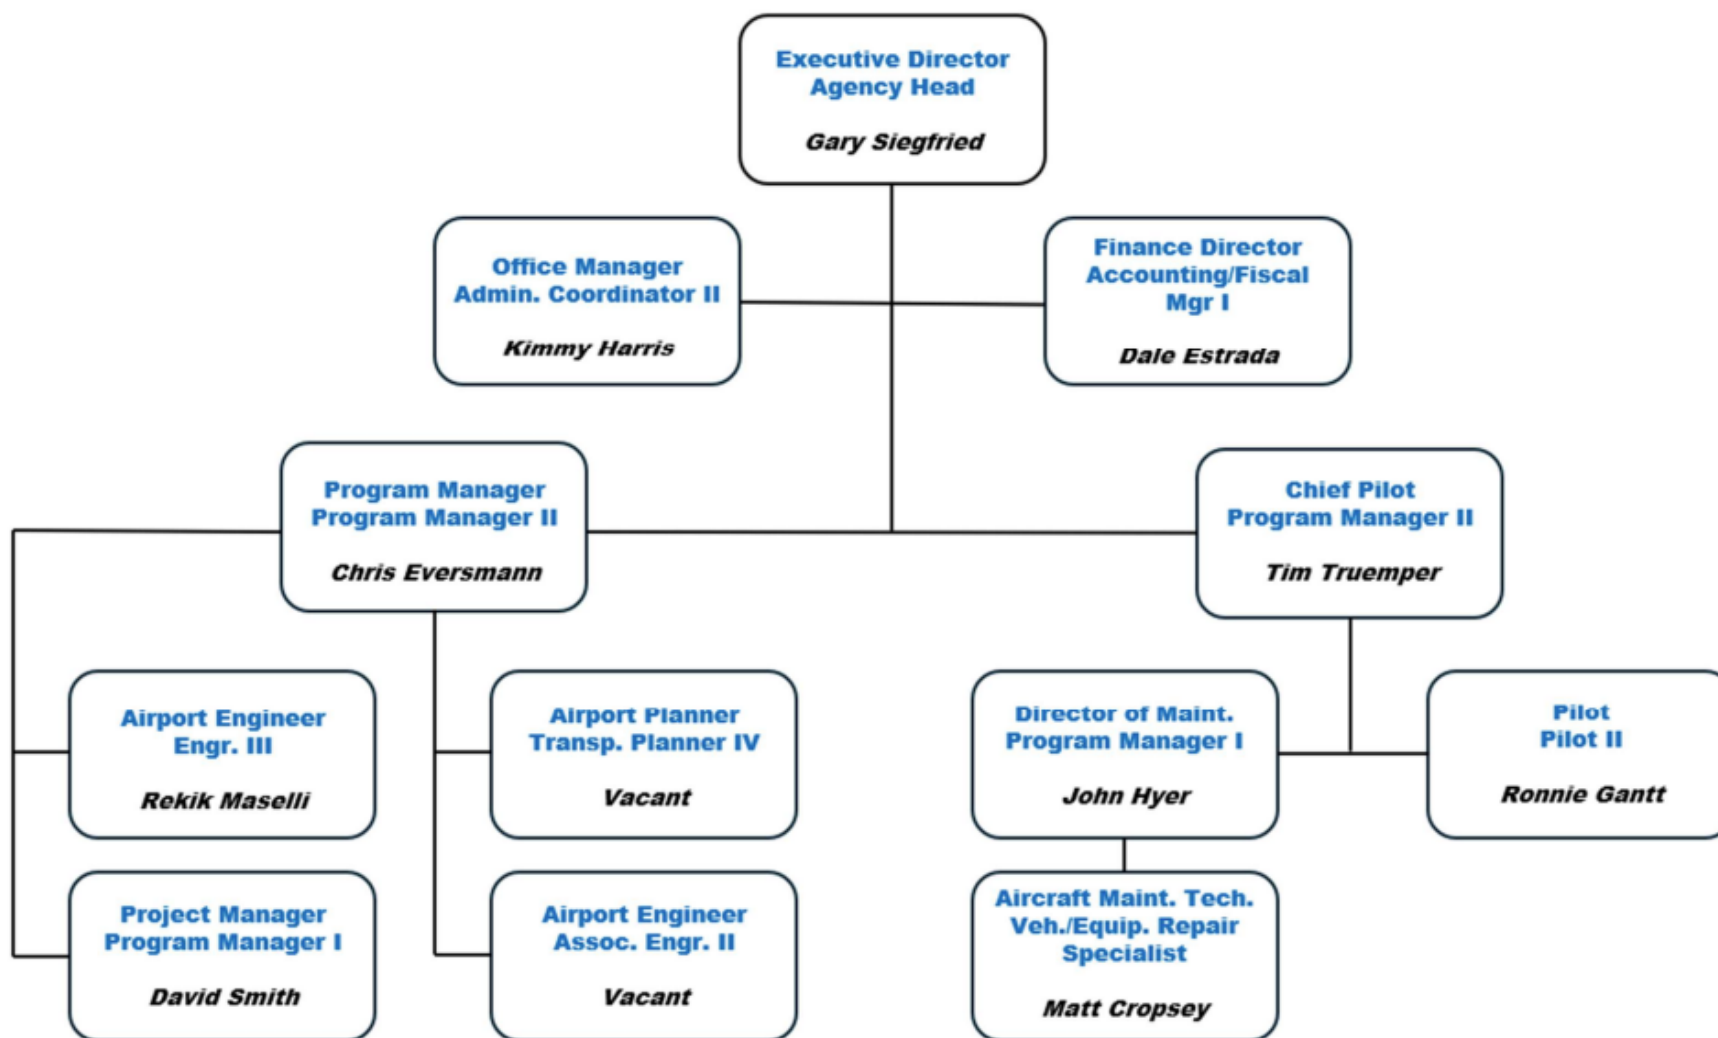 Executive Director
Agency Head
Gary Siegfried
Office Manager
Admin. Coordinator II
Kimmy Harris
Finance Director
Accounting/Fiscal
Mgr I
Dale Estrada
Program Manager
Program Manager II
Chris Eversmann
Chief Pilot
Program Manager II
Tim Truemper
Airport Engineer
Engr. III
Rekik Maselli
Airport Planner
Transp. Planner IV
Vacant
Director of Maint.
Program Manager I
John Hyer
Pilot
Pilot II
Ronnie Gantt
Project Manager
Program Manager I
David Smith
Airport Engineer
Assoc. Engr. II
Vacant
Aircraft Maint. Tech.
Veh./Equip. Repair
Specialist
Matt Cropsey